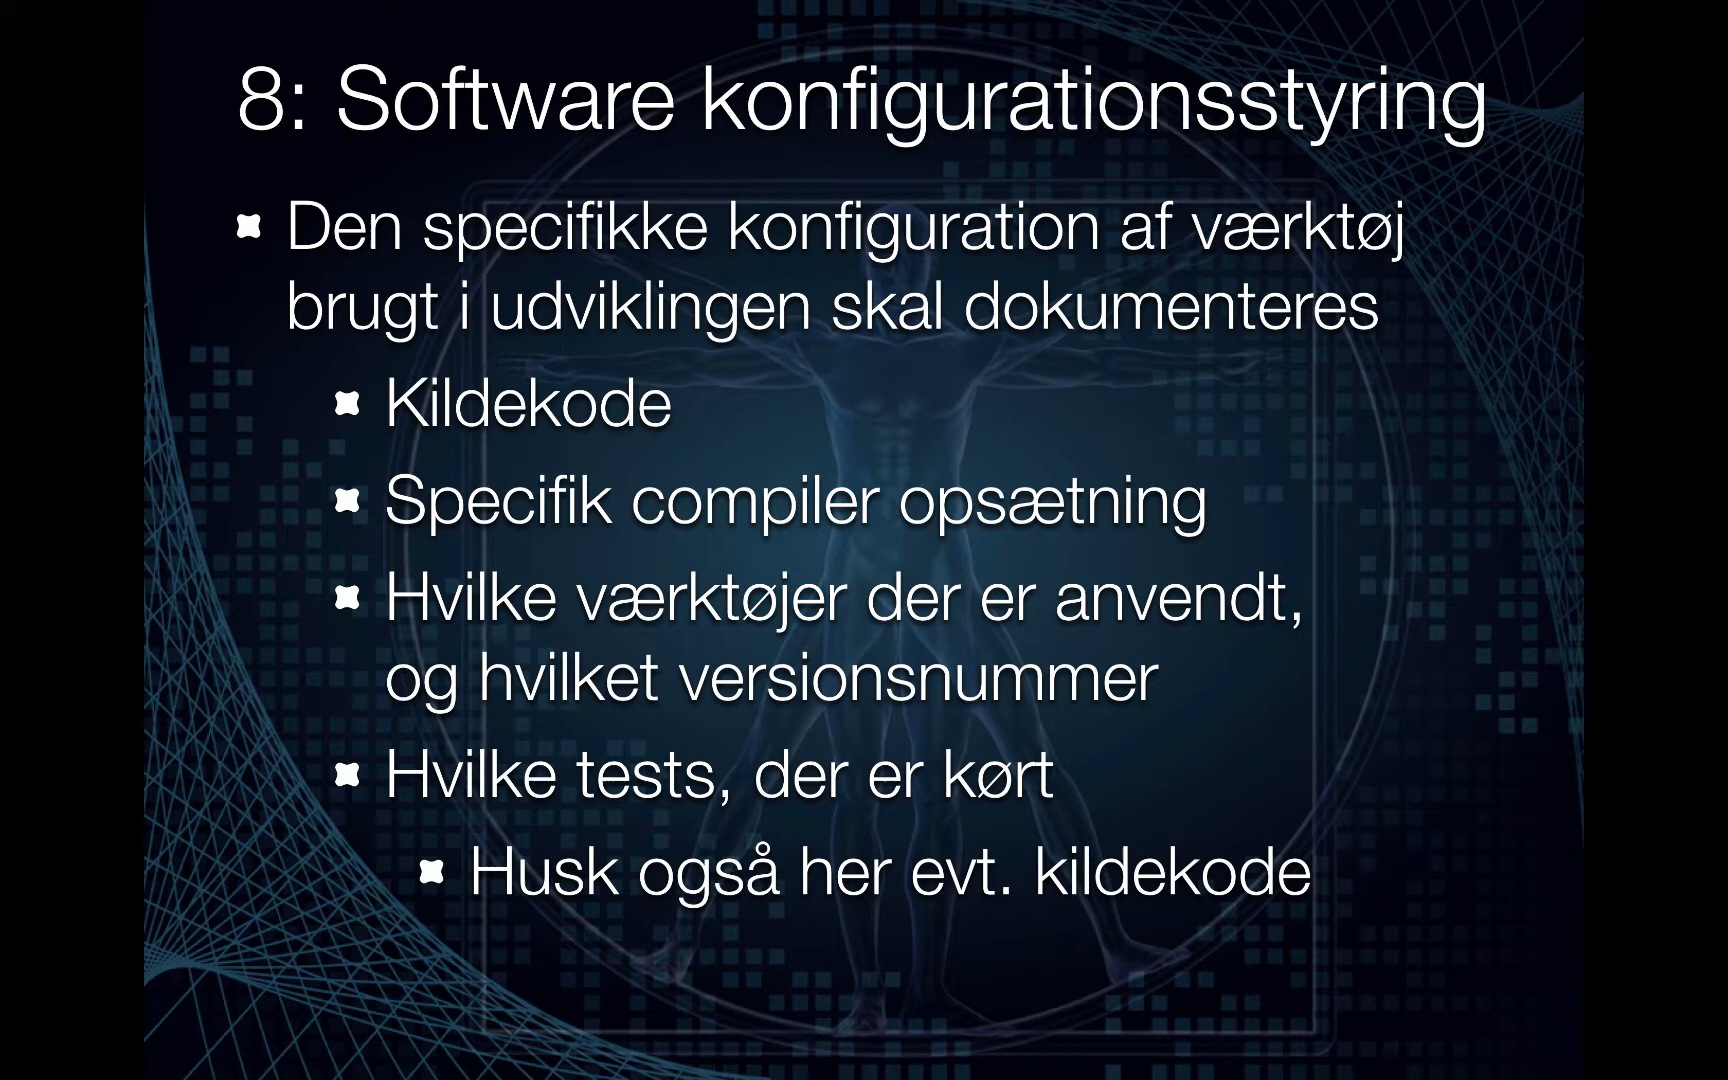 8: Software konfigurationsstyring
Den specifikke konfiguration af værktøj
brugt i udviklingen skal dokumenteres
Kildekode
Specifik compiler opsætning
Hvilke værktøjer der er anvendt,
og hvilket versionsnummer
Hvilke tests, der er kørt
Husk også her evt. kildekode